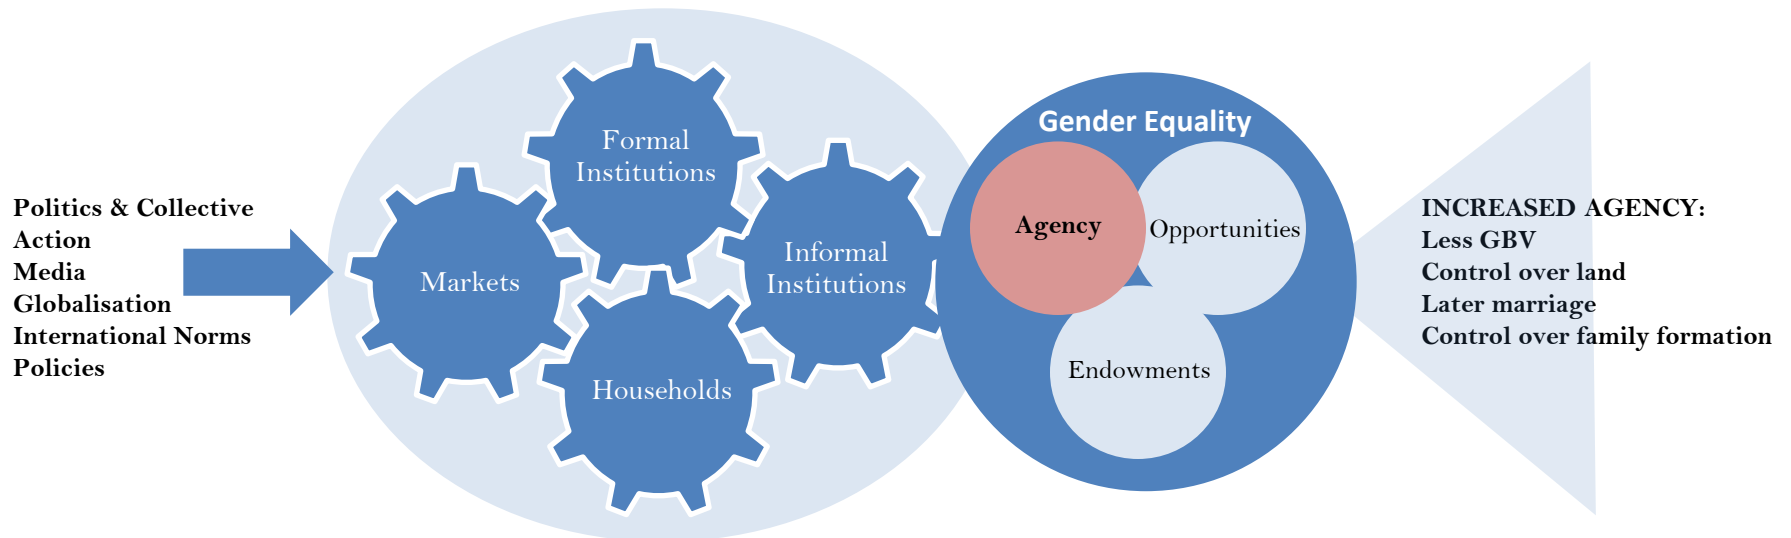 Politics & Collective
Action
Media
Globalisation
International Norms
Policies
Formal
Institutions
Markets
Informal
Institutions
Households
Gender Equality
Agency
Opportunities
Endowments
INCREASED AGENCY:
Less GBV
Control over land
Later marriage
Control over family formation